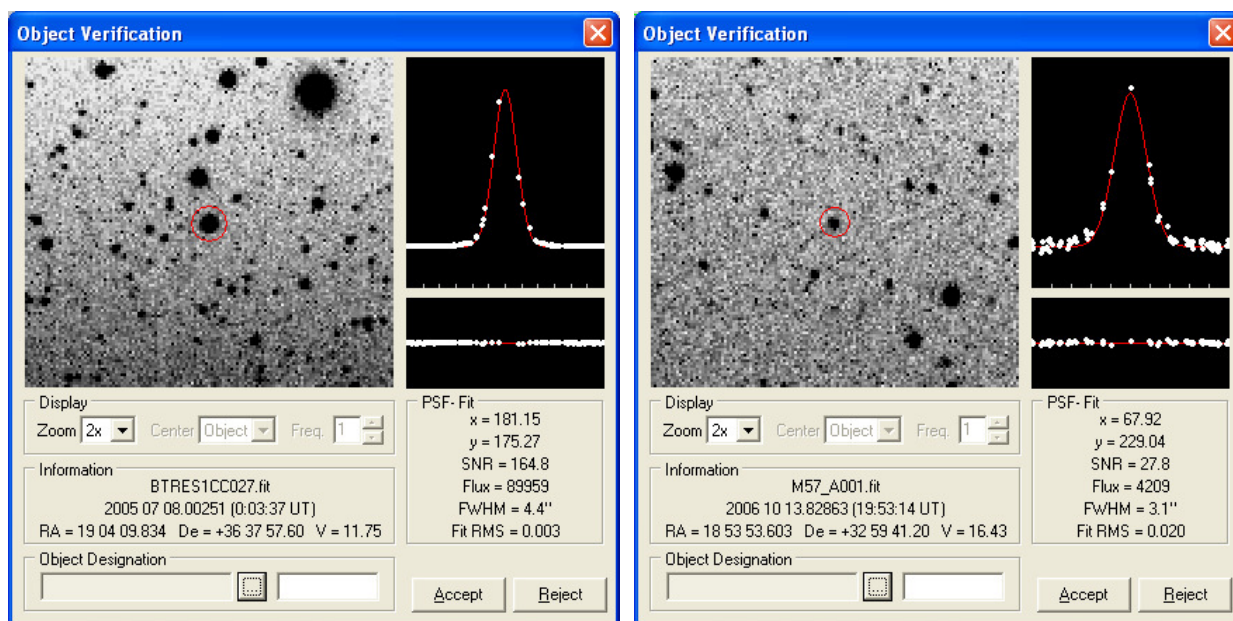 Object Verification
Display
Zoom 2x Center Object Freq. 1
Information
BTRES1CC027.fit
2005 07 08.00251 (0:03:37 UT)
RA = 19 04 09.834 De = +36 37 57.60 V = 11.75
Object Designation
...
PSF- Fit
x = 181.15
y = 175.27
SNR = 164.8
Flux = 89959
FWHM = 4.4''
Fit RMS = 0.003
Accept Reject
Object Verification
Display
Zoom 2x Center Object Freq. 1
Information
M57_A001.fit
2006 10 13.82863 (19:53:14 UT)
RA = 18 53 53.603 De = +32 59 41.20 V = 16.43
Object Designation
...
PSF- Fit
x = 67.92
y = 229.04
SNR = 27.8
Flux = 4209
FWHM = 3.1''
Fit RMS = 0.020
Accept Reject